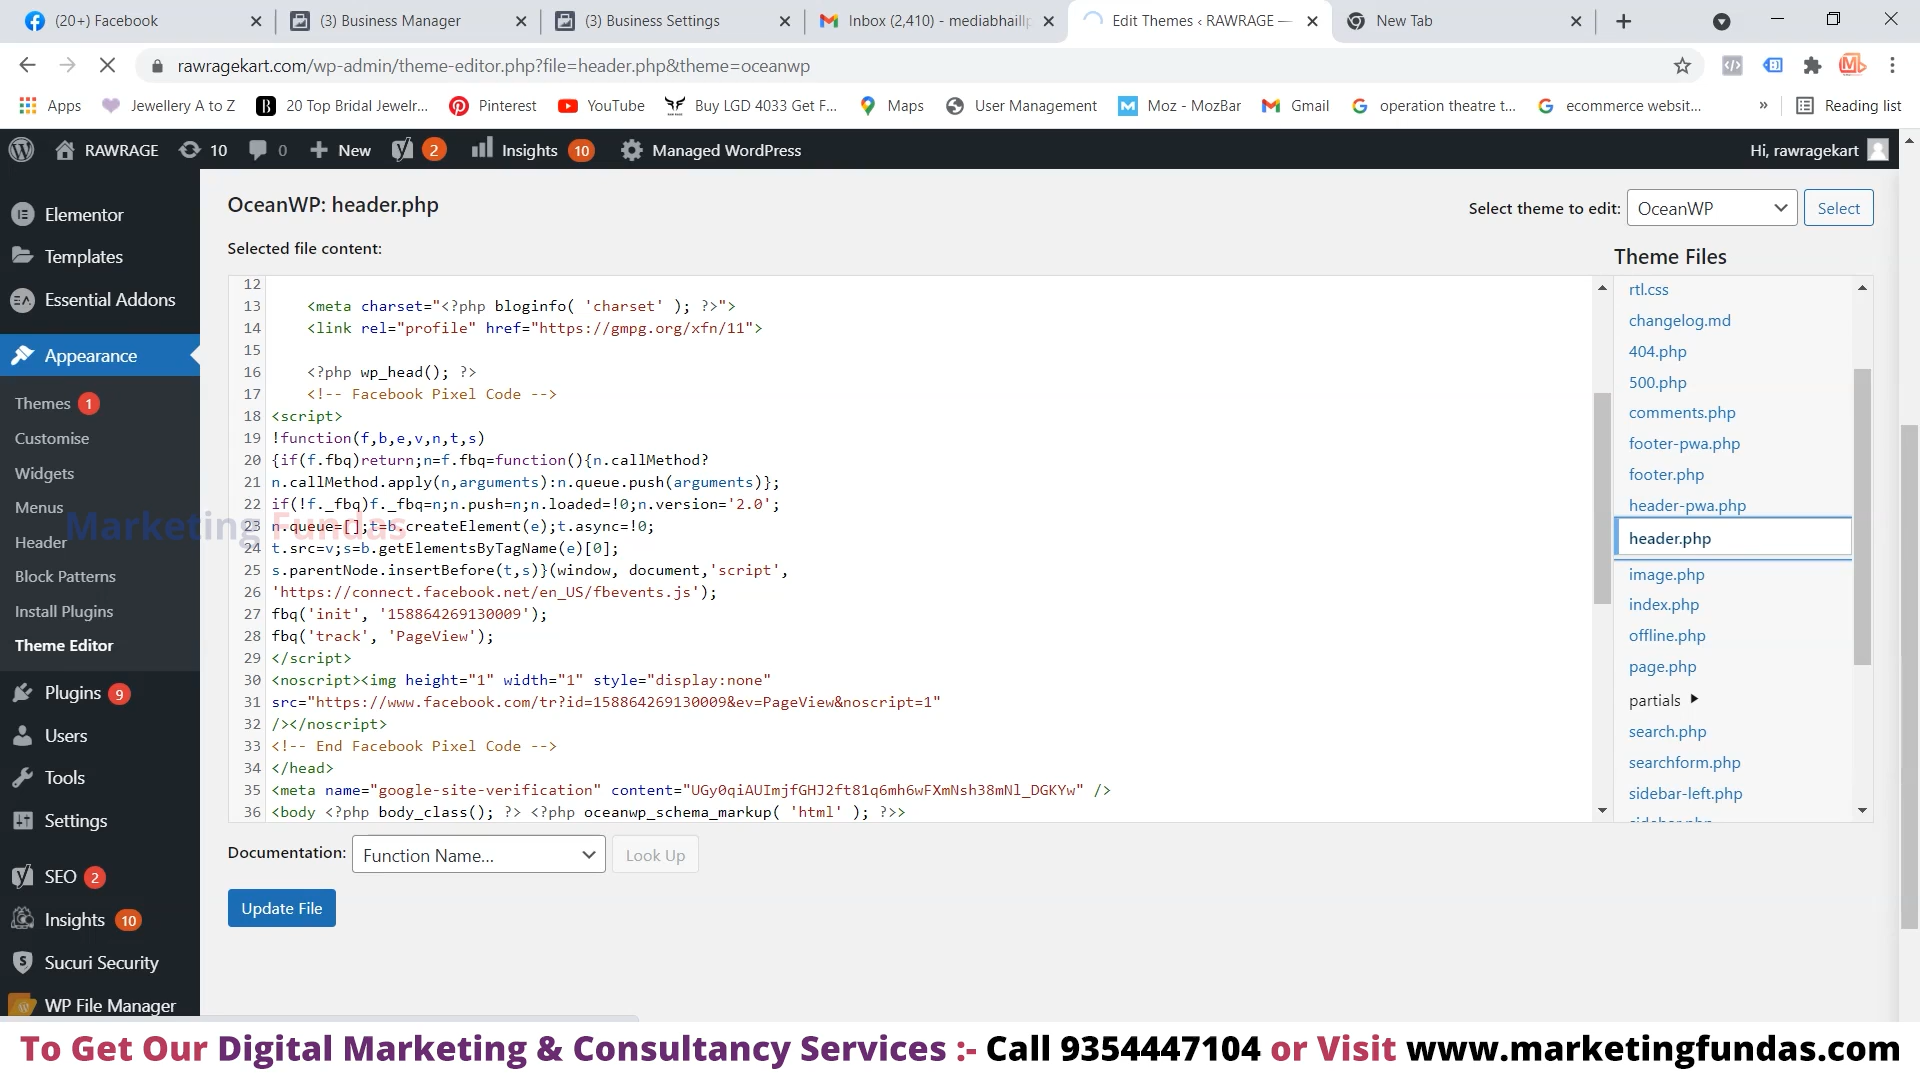 (20+) Facebook
(3) Business Manager
(3) Business Settings
Inbox (2,410) - mediabhaillp
Edit Themes ‹ RAWRAGE —
New Tab
rawragekart.com/wp-admin/theme-editor.php?file=header.php&theme=oceanwp
Apps
Jewellery A to Z
20 Top Bridal Jewelr...
Pinterest
YouTube
Buy LGD 4033 Get F...
Maps
User Management
Moz - MozBar
Gmail
operation theatre t...
ecommerce websit...
»
Reading list
RAWRAGE
10
0
New
2
Insights 10
Managed WordPress
Hi, rawragekart
Elementor
Templates
Essential Addons
Appearance
Themes 1
Customise
Widgets
Menus
Header
Block Patterns
Install Plugins
Theme Editor
Plugins 9
Users
Tools
Settings
SEO 2
Insights 10
Sucuri Security
WP File Manager
OceanWP: header.php
Select theme to edit: OceanWP Select
Selected file content:
12
13 <meta charset="<?php bloginfo( 'charset' ); ?>">
14 <link rel="profile" href="https://gmpg.org/xfn/11">
15
16 <?php wp_head(); ?>
17 <!-- Facebook Pixel Code -->
18 <script>
19 !function(f,b,e,v,n,t,s)
20 {if(f.fbq)return;n=f.fbq=function(){n.callMethod?
21 n.callMethod.apply(n,arguments):n.queue.push(arguments)};
22 if(!f._fbq)f._fbq=n;n.push=n;n.loaded=!0;n.version='2.0';
23 n.queue=[];t=b.createElement(e);t.async=!0;
24 t.src=v;s=b.getElementsByTagName(e)[0];
25 s.parentNode.insertBefore(t,s)}(window, document,'script',
26 'https://connect.facebook.net/en_US/fbevents.js');
27 fbq('init', '158864269130009');
28 fbq('track', 'PageView');
29 </script>
30 <noscript><img height="1" width="1" style="display:none"
31 src="https://www.facebook.com/tr?id=158864269130009&ev=PageView&noscript=1"
32 /></noscript>
33 <!-- End Facebook Pixel Code -->
34 </head>
35 <meta name="google-site-verification" content="UGy0qiAUImjfGHJ2ft81q6mh6wFXmNsh38mNl_DGKYw" />
36 <body <?php body_class(); ?> <?php oceanwp_schema_markup( 'html' ); ?>>
Marketing Fundas
Theme Files
rtl.css
changelog.md
404.php
500.php
comments.php
footer-pwa.php
footer.php
header-pwa.php
header.php
image.php
index.php
offline.php
page.php
partials
search.php
searchform.php
sidebar-left.php
Documentation: Function Name... Look Up
Update File
To Get Our Digital Marketing & Consultancy Services :- Call 9354447104 or Visit www.marketingfundas.com